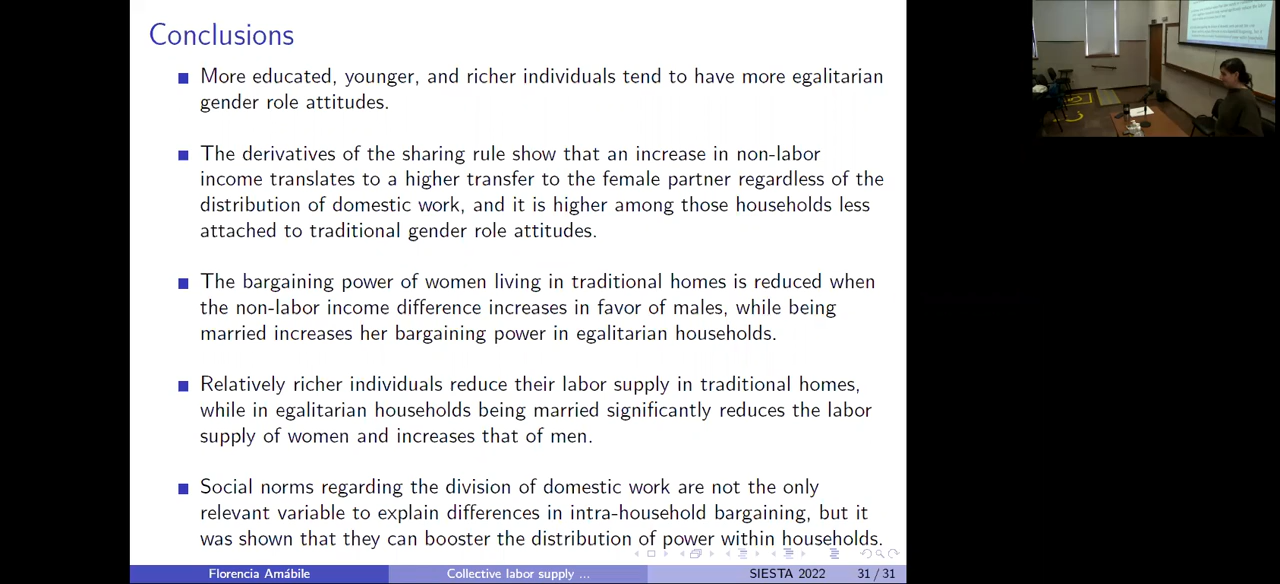 Conclusions
More educated, younger, and richer individuals tend to have more egalitarian
gender role attitudes.
The derivatives of the sharing rule show that an increase in non-labor
income translates to a higher transfer to the female partner regardless of the
distribution of domestic work, and it is higher among those households less
attached to traditional gender role attitudes.
The bargaining power of women living in traditional homes is reduced when
the non-labor income difference increases in favor of males, while being
married increases her bargaining power in egalitarian households.
Relatively richer individuals reduce their labor supply in traditional homes,
while in egalitarian households being married significantly reduces the labor
supply of women and increases that of men.
Social norms regarding the division of domestic work are not the only
relevant variable to explain differences in intra-household bargaining, but it
was shown that they can booster the distribution of power within households.
Florencia Amábile Collective labor supply ... SIESTA 2022 31 / 31